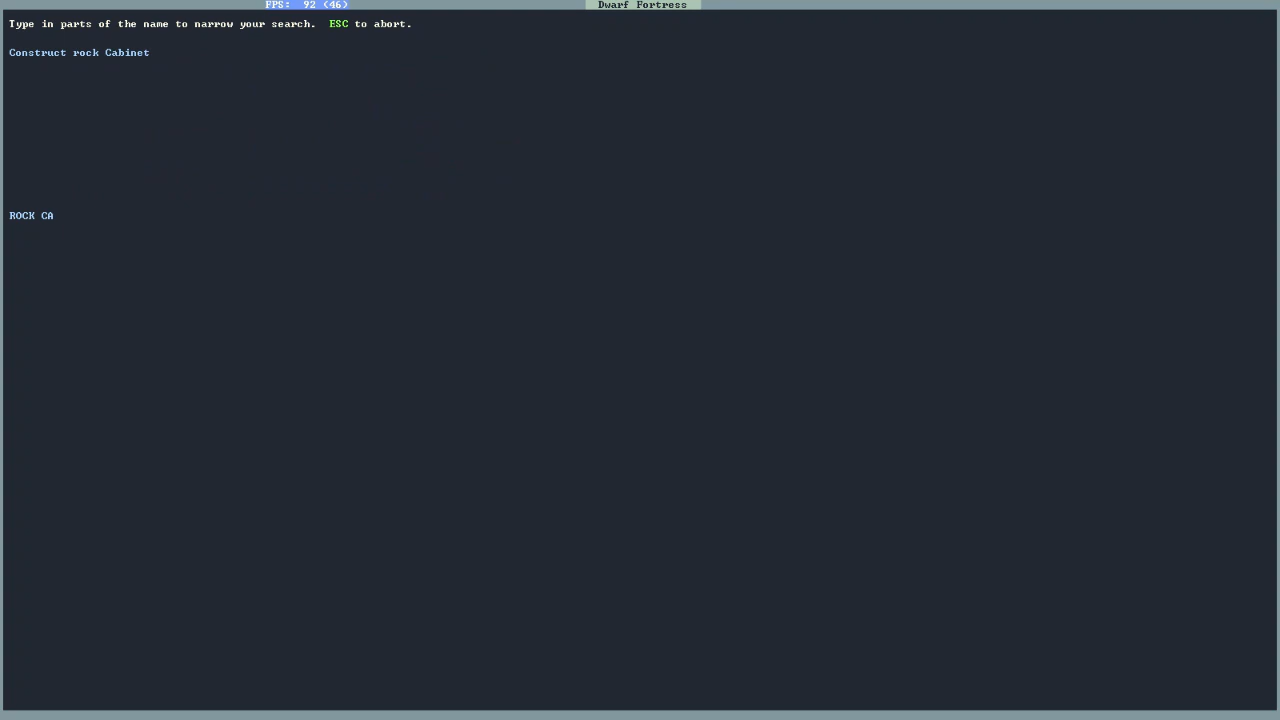 FPS:  92 (46)
Dwarf Fortress
Type in parts of the name to narrow your search.  ESC to abort.
Construct rock Cabinet
ROCK CA